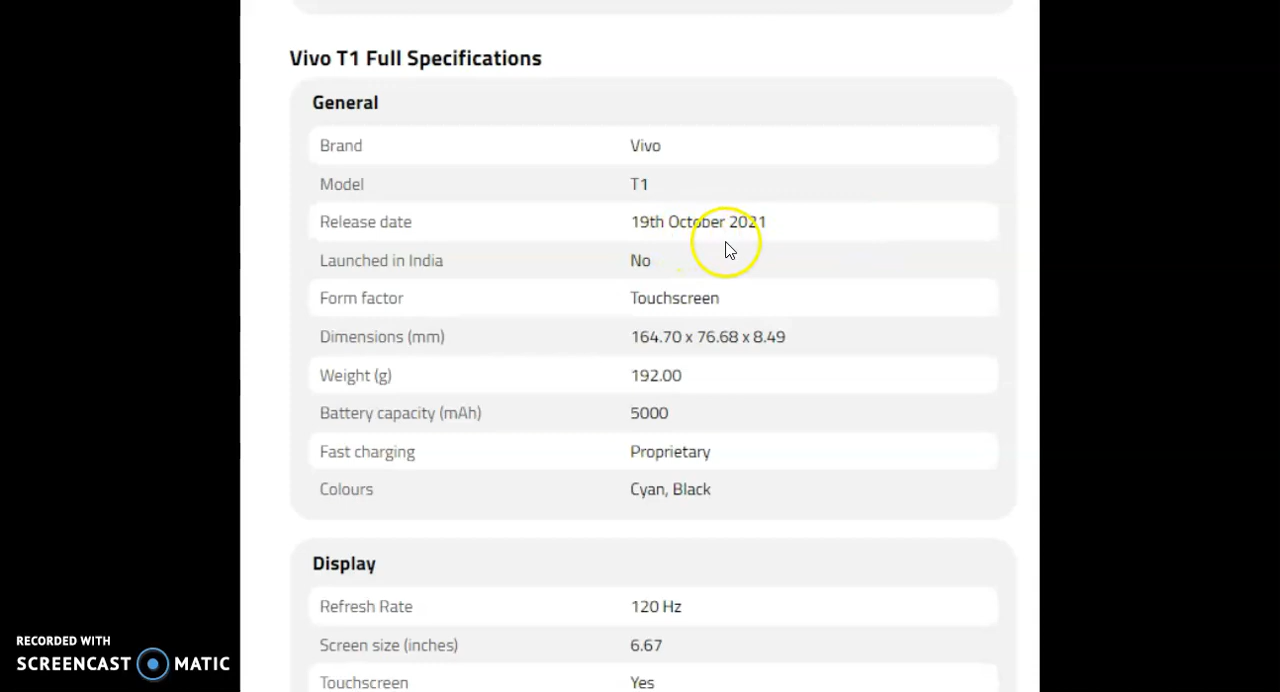 Vivo T1 Full Specifications
General
Brand Vivo
Model T1
Release date 19th October 2021
Launched in India No
Form factor Touchscreen
Dimensions (mm) 164.70 x 76.68 x 8.49
Weight (g) 192.00
Battery capacity (mAh) 5000
Fast charging Proprietary
Colours Cyan, Black
Display
Refresh Rate 120 Hz
Screen size (inches) 6.67
Touchscreen Yes
RECORDED WITH
SCREENCAST MATIC